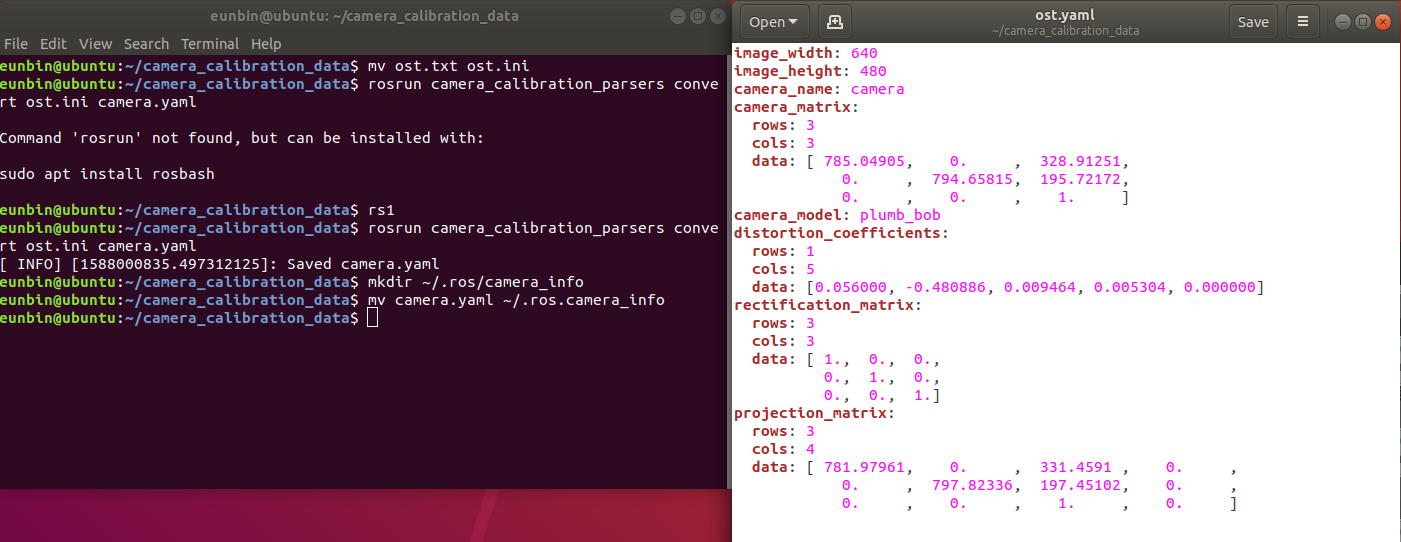 eunbin@ubuntu: ~/camera_calibration_data
File Edit View Search Terminal Help
eunbin@ubuntu:~/camera_calibration_data$ mv ost.txt ost.ini
eunbin@ubuntu:~/camera_calibration_data$ rosrun camera_calibration_parsers conve
rt ost.ini camera.yaml
Command 'rosrun' not found, but can be installed with:
sudo apt install rosbash
eunbin@ubuntu:~/camera_calibration_data$ rs1
eunbin@ubuntu:~/camera_calibration_data$ rosrun camera_calibration_parsers conve
rt ost.ini camera.yaml
[ INFO] [1588000835.497312125]: Saved camera.yaml
eunbin@ubuntu:~/camera_calibration_data$ mkdir ~/.ros/camera_info
eunbin@ubuntu:~/camera_calibration_data$ mv camera.yaml ~/.ros.camera_info
eunbin@ubuntu:~/camera_calibration_data$
Open
ost.yaml
~/camera_calibration_data
Save
image_width: 640
image_height: 480
camera_name: camera
camera_matrix:
  rows: 3
  cols: 3
  data: [ 785.04905,    0.     ,  328.91251,
            0.     ,  794.65815,  195.72172,
            0.     ,    0.     ,    1.     ]
camera_model: plumb_bob
distortion_coefficients:
  rows: 1
  cols: 5
  data: [0.056000, -0.480886, 0.009464, 0.005304, 0.000000]
rectification_matrix:
  rows: 3
  cols: 3
  data: [ 1.,  0.,  0.,
          0.,  1.,  0.,
          0.,  0.,  1.]
projection_matrix:
  rows: 3
  cols: 4
  data: [ 781.97961,    0.     ,  331.4591 ,    0.     ,
            0.     ,  797.82336,  197.45102,    0.     ,
            0.     ,    0.     ,    1.     ,    0.     ]